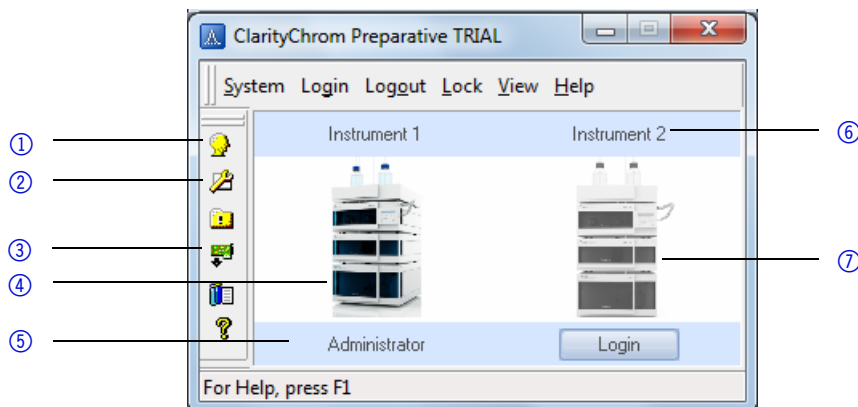 ClarityChrom Preparative TRIAL
System Login Logout Lock View Help
① Instrument 1 Instrument 2 ⑥
②
③
④ ⑦
⑤ Administrator Login
For Help, press F1